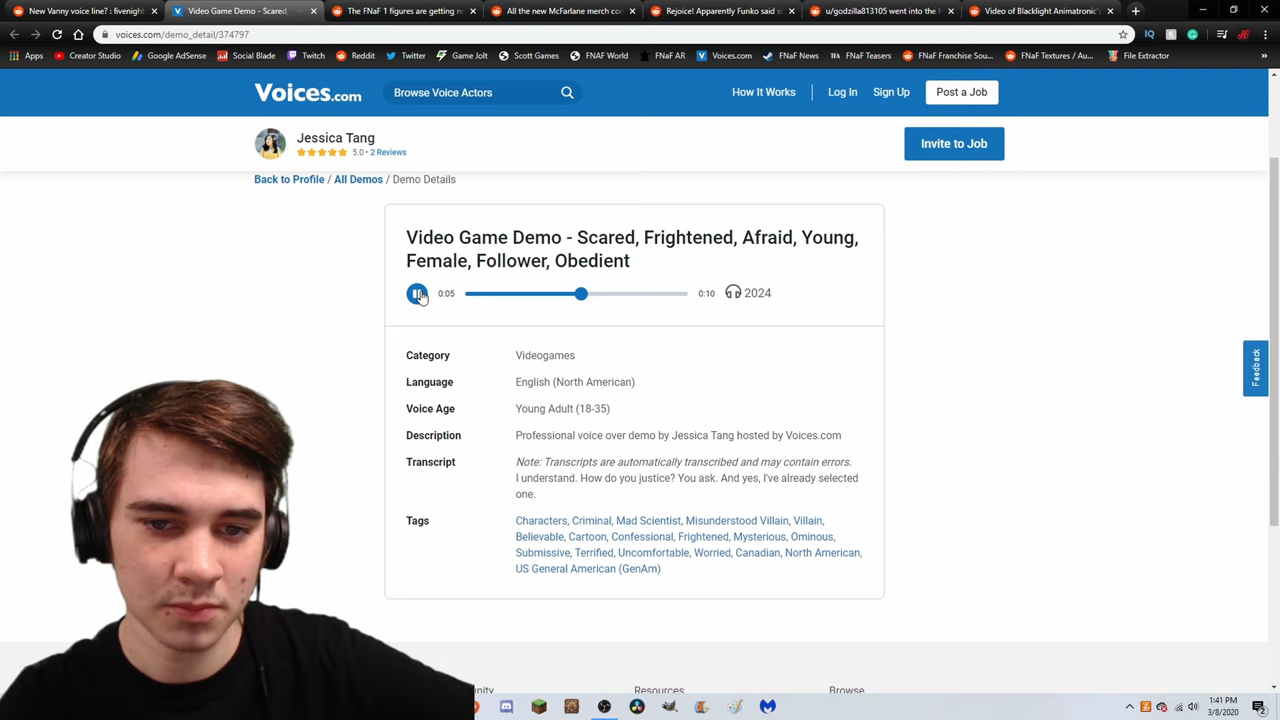 New Vanny voice line? : fivenight
Video Game Demo - Scared,
The FNaF 1 figures are getting re
All the new McFarlane merch co
Rejoice! Apparently Funko said s
u/godzilla813105 went into the
Video of Blacklight Animatronic's
voices.com/demo_detail/374797
Apps
Creator Studio
Google AdSense
Social Blade
Twitch
Reddit
Twitter
Game Jolt
Scott Games
FNAF World
FNAF AR
Voices.com
FNAF News
FNAF Teasers
FNAF Franchise Sou...
FNAF Textures / Au...
File Extractor
Voices.com
Browse Voice Actors
How It Works
Log In
Sign Up
Post a Job
Jessica Tang
5.0 • 2 Reviews
Invite to Job
Back to Profile / All Demos / Demo Details
Video Game Demo - Scared, Frightened, Afraid, Young,
Female, Follower, Obedient
0:05
0:10
2024
Category
Videogames
Language
English (North American)
Voice Age
Young Adult (18-35)
Description
Professional voice over demo by Jessica Tang hosted by Voices.com
Transcript
Note: Transcripts are automatically transcribed and may contain errors.
I understand. How do you justice? You ask. And yes, I've already selected
one.
Tags
Characters, Criminal, Mad Scientist, Misunderstood Villain, Villain,
Believable, Cartoon, Confessional, Frightened, Mysterious, Ominous,
Submissive, Terrified, Uncomfortable, Worried, Canadian, North American,
US General American (GenAm)
Feedback
Resources
Browse
1:41 PM
3/8/2020